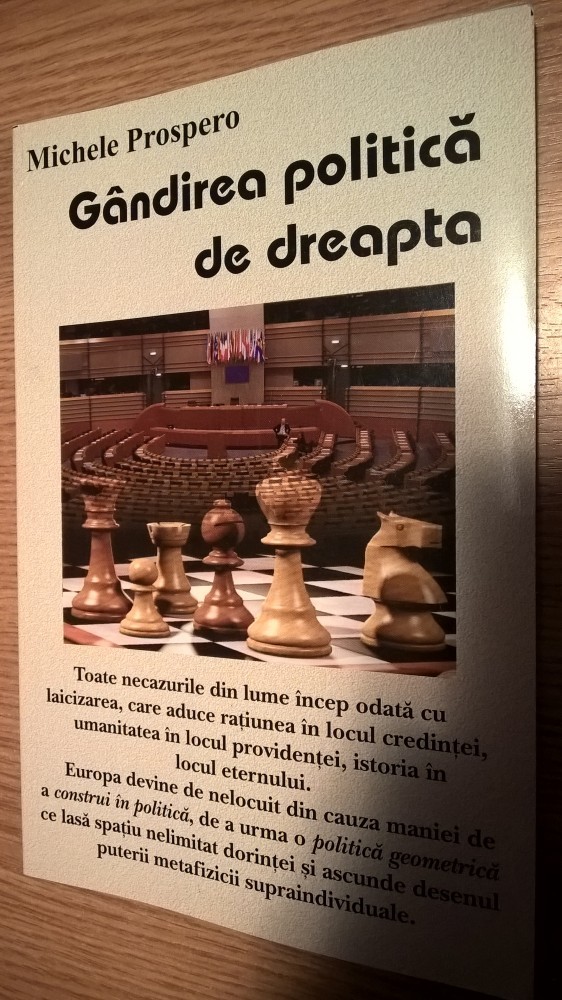 Michele Prospero
Gândirea politică
de dreapta
Toate necazurile din lume încep odată cu
laicizarea, care aduce rațiunea în locul credinței,
umanitatea în locul providenței, istoria în
locul eternului.
Europa devine de nelocuit din cauza maniei de
a construi în politică, de a urma o politică geometrică
ce lasă spațiu nelimitat dorinței și ascunde desenul
puterii metafizicii supraindividuale.